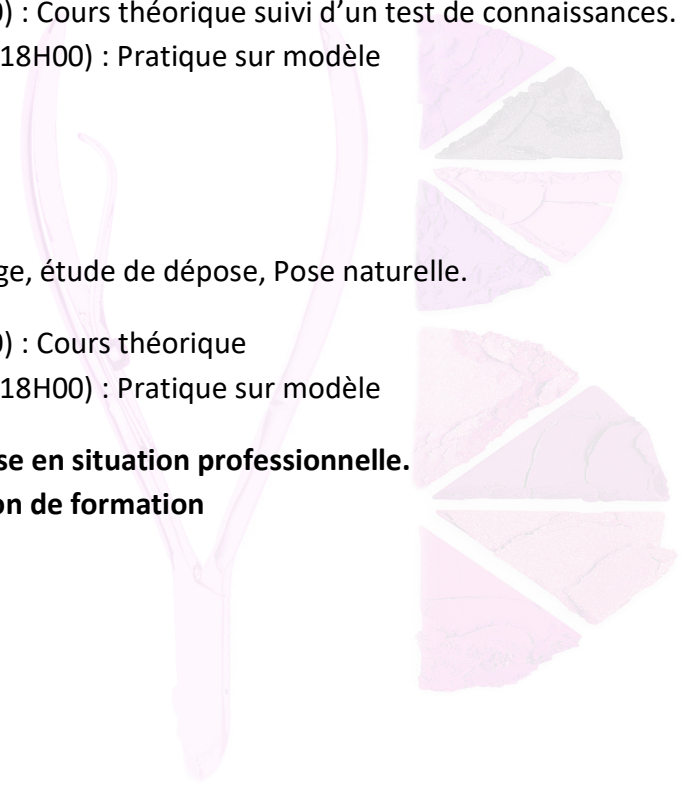 ) : Cours théorique suivi d’un test de connaissances.
18H00) : Pratique sur modèle
ge, étude de dépose, Pose naturelle.
0) : Cours théorique
18H00) : Pratique sur modèle
se en situation professionnelle.
on de formation